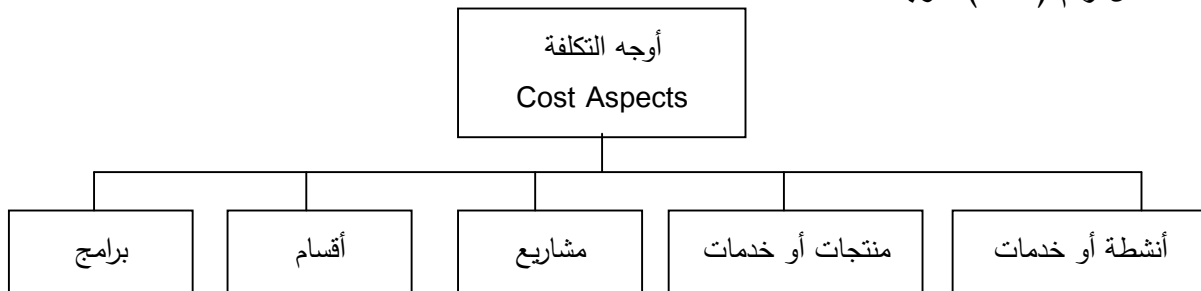 أوجه التكلفة
Cost Aspects
أنشطة أو خدمات
منتجات أو خدمات
مشاريع
أقسام
برامج